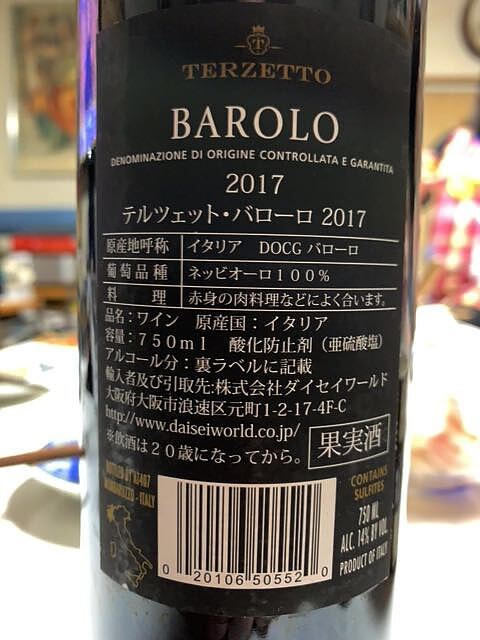 TERZETTO
BAROLO
DENOMINAZIONE DI ORIGINE CONTROLLATA E GARANTITA
2017
テルツェット・バローロ 2017
原産地呼称 イタリア DOCG バローロ
葡萄品種 ネッビオーロ100%
料理 赤身の肉料理などによく合います。
品名：ワイン 原産国：イタリア
容量：750ml 酸化防止剤（亜硫酸塩）
アルコール分：裏ラベルに記載
輸入者及び引取先:株式会社ダイセイワールド
大阪府大阪市浪速区元町1-2-17-4F-C
http://www.daiseiworld.co.jp/
※飲酒は20歳になってから。
果実酒
BOTTLED BY AT407
- ITALY
CONTAINS
SULFITES
750 ML
ALC. 14% BY VOL.
PRODUCT OF ITALY
0 20106 50552 0